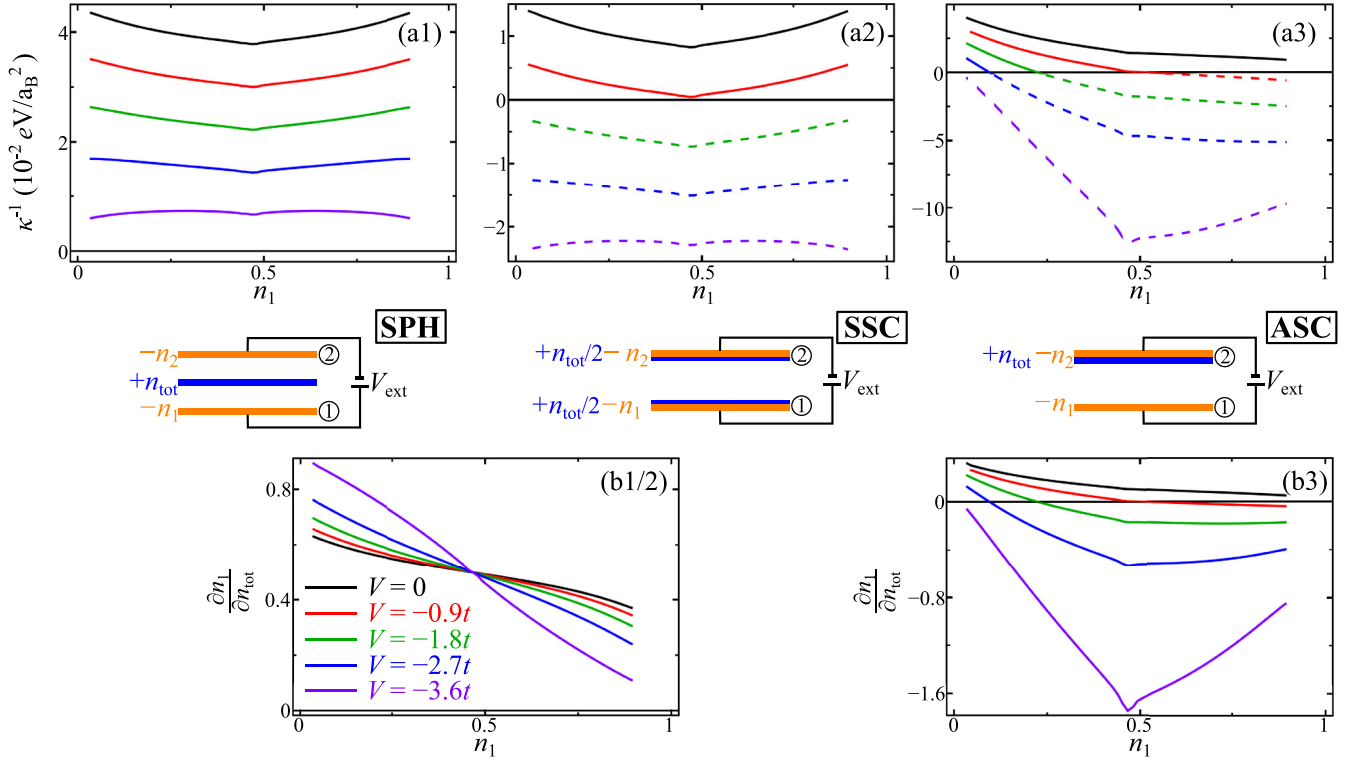 (a1)
κ⁻¹ (10⁻² eV/a_B²)
4
2
0
0 0.5 1
n₁
(a2)
1
0
−1
−2
0 0.5 1
n₁
(a3)
0
−5
−10
0 0.5 1
n₁
SPH
−n₂ ②
+n_tot
−n₁ ①
V_ext
SSC
+n_tot/2− n₂ ②
+n_tot/2−n₁ ①
V_ext
ASC
+n_tot −n₂ ②
−n₁ ①
V_ext
(b1/2)
∂n₁
∂n_tot
0.8
0.4
0
V = 0
V = −0.9t
V = −1.8t
V = −2.7t
V = −3.6t
0 0.5 1
n₁
(b3)
∂n₁
∂n_tot
0
−0.8
−1.6
0 0.5 1
n₁